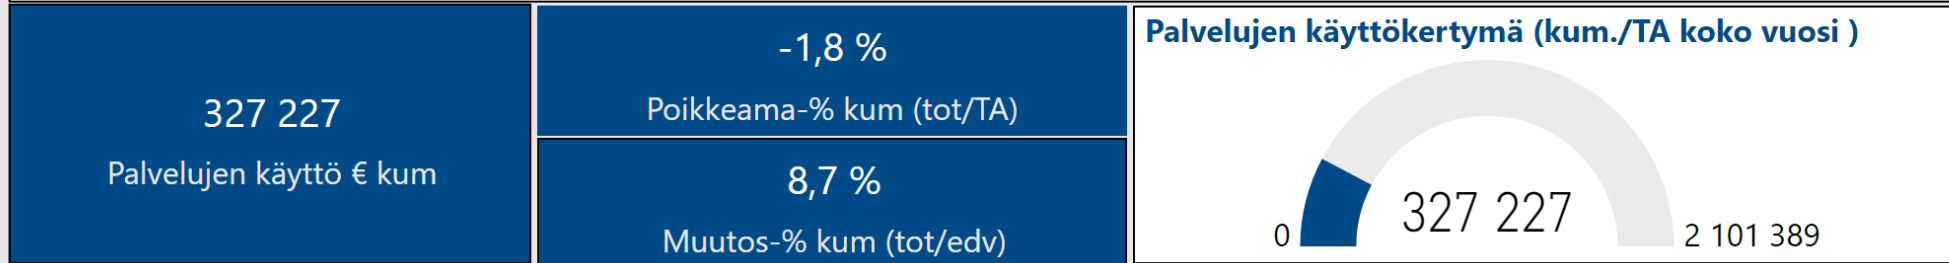 327 227
Palvelujen käyttö € kum
-1,8 %
Poikkeama-% kum (tot/TA)
8,7 %
Muutos-% kum (tot/edv)
Palvelujen käyttökertymä (kum./TA koko vuosi )
327 227
0
2 101 389